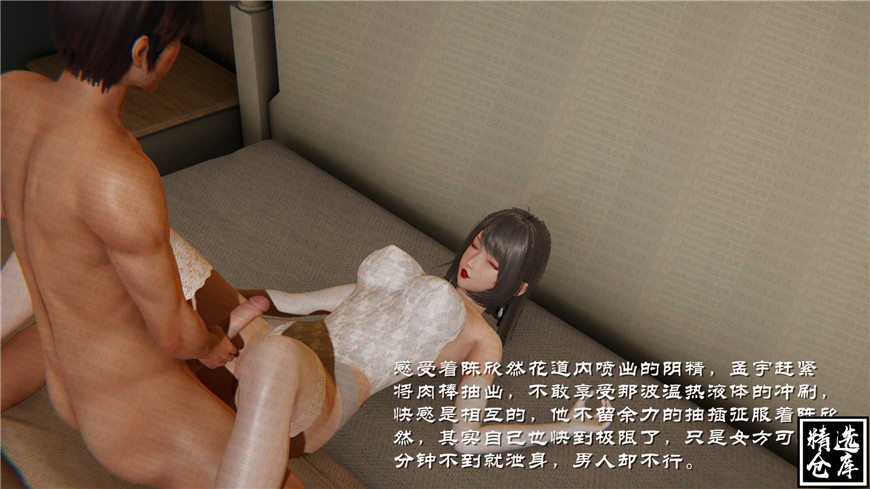 感受着陈欣然花道内喷出的阴精，孟宇赶紧
将肉棒抽出，不敢享受那波温热液体的冲刷，
快感是相互的，他不留余力的抽插征服着陈欣
然，其实自己也快到极限了，只是女方可
分钟不到就泄身，男人却不行。
精选
仓库